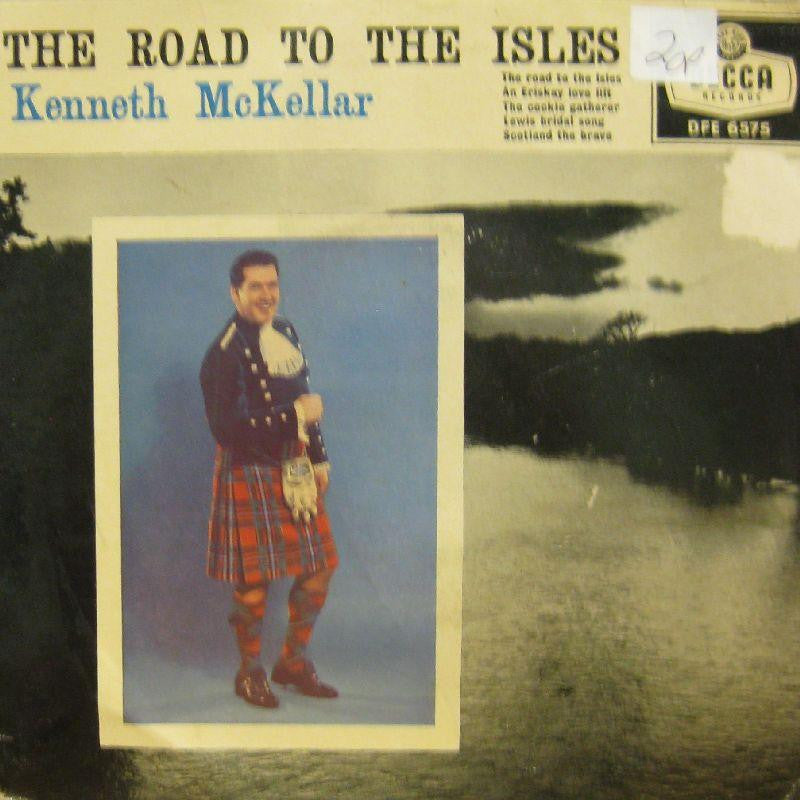 THE ROAD TO THE ISLES
Kenneth McKellar
The road to the isles
An Eriskay love lilt
The cockle gatherer
Lewis bridal song
Scotland the brave
20p
DECCA
RECORDS
DFE 6575